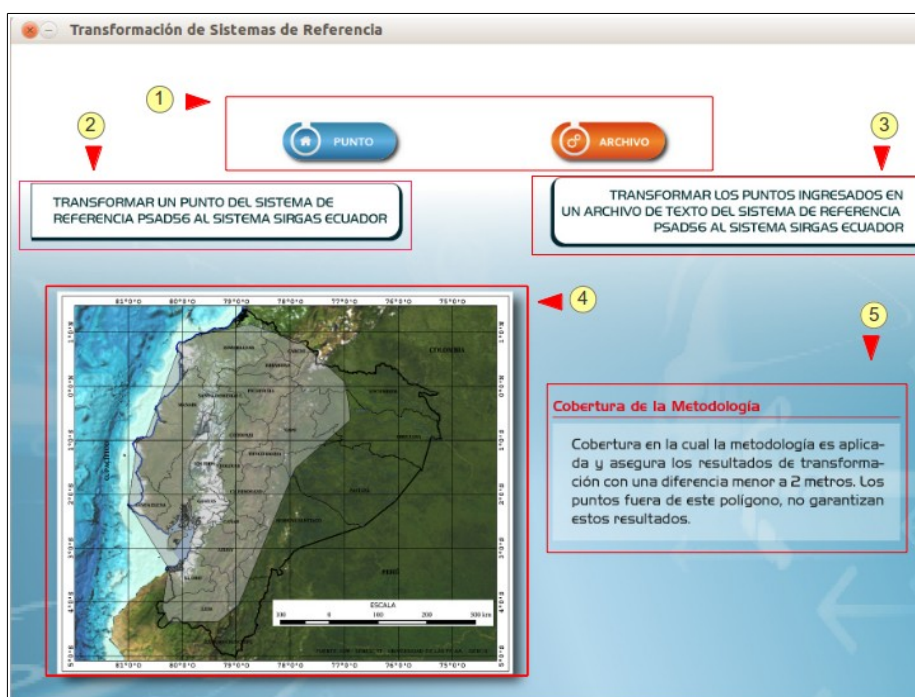 Transformación de Sistemas de Referencia
1
2
3
PUNTO
ARCHIVO
TRANSFORMAR UN PUNTO DEL SISTEMA DE
REFERENCIA PSAD56 AL SISTEMA SIRGAS ECUADOR
TRANSFORMAR LOS PUNTOS INGRESADOS EN
UN ARCHIVO DE TEXTO DEL SISTEMA DE REFERENCIA
PSAD56 AL SISTEMA SIRGAS ECUADOR
4
5
81°0'0 80°0'0 79°0'0 78°0'0 77°0'0 76°0'0 75°0'0
COLOMBIA
PERÚ
ESCALA
100 0 100 200 300 km
81°0'0 80°0'0 79°0'0 78°0'0 77°0'0 76°0'0 75°0'0
Cobertura de la Metodología
Cobertura en la cual la metodología es aplica-
da y asegura los resultados de transforma-
ción con una diferencia menor a 2 metros. Los
puntos fuera de este polígono, no garantizan
estos resultados.